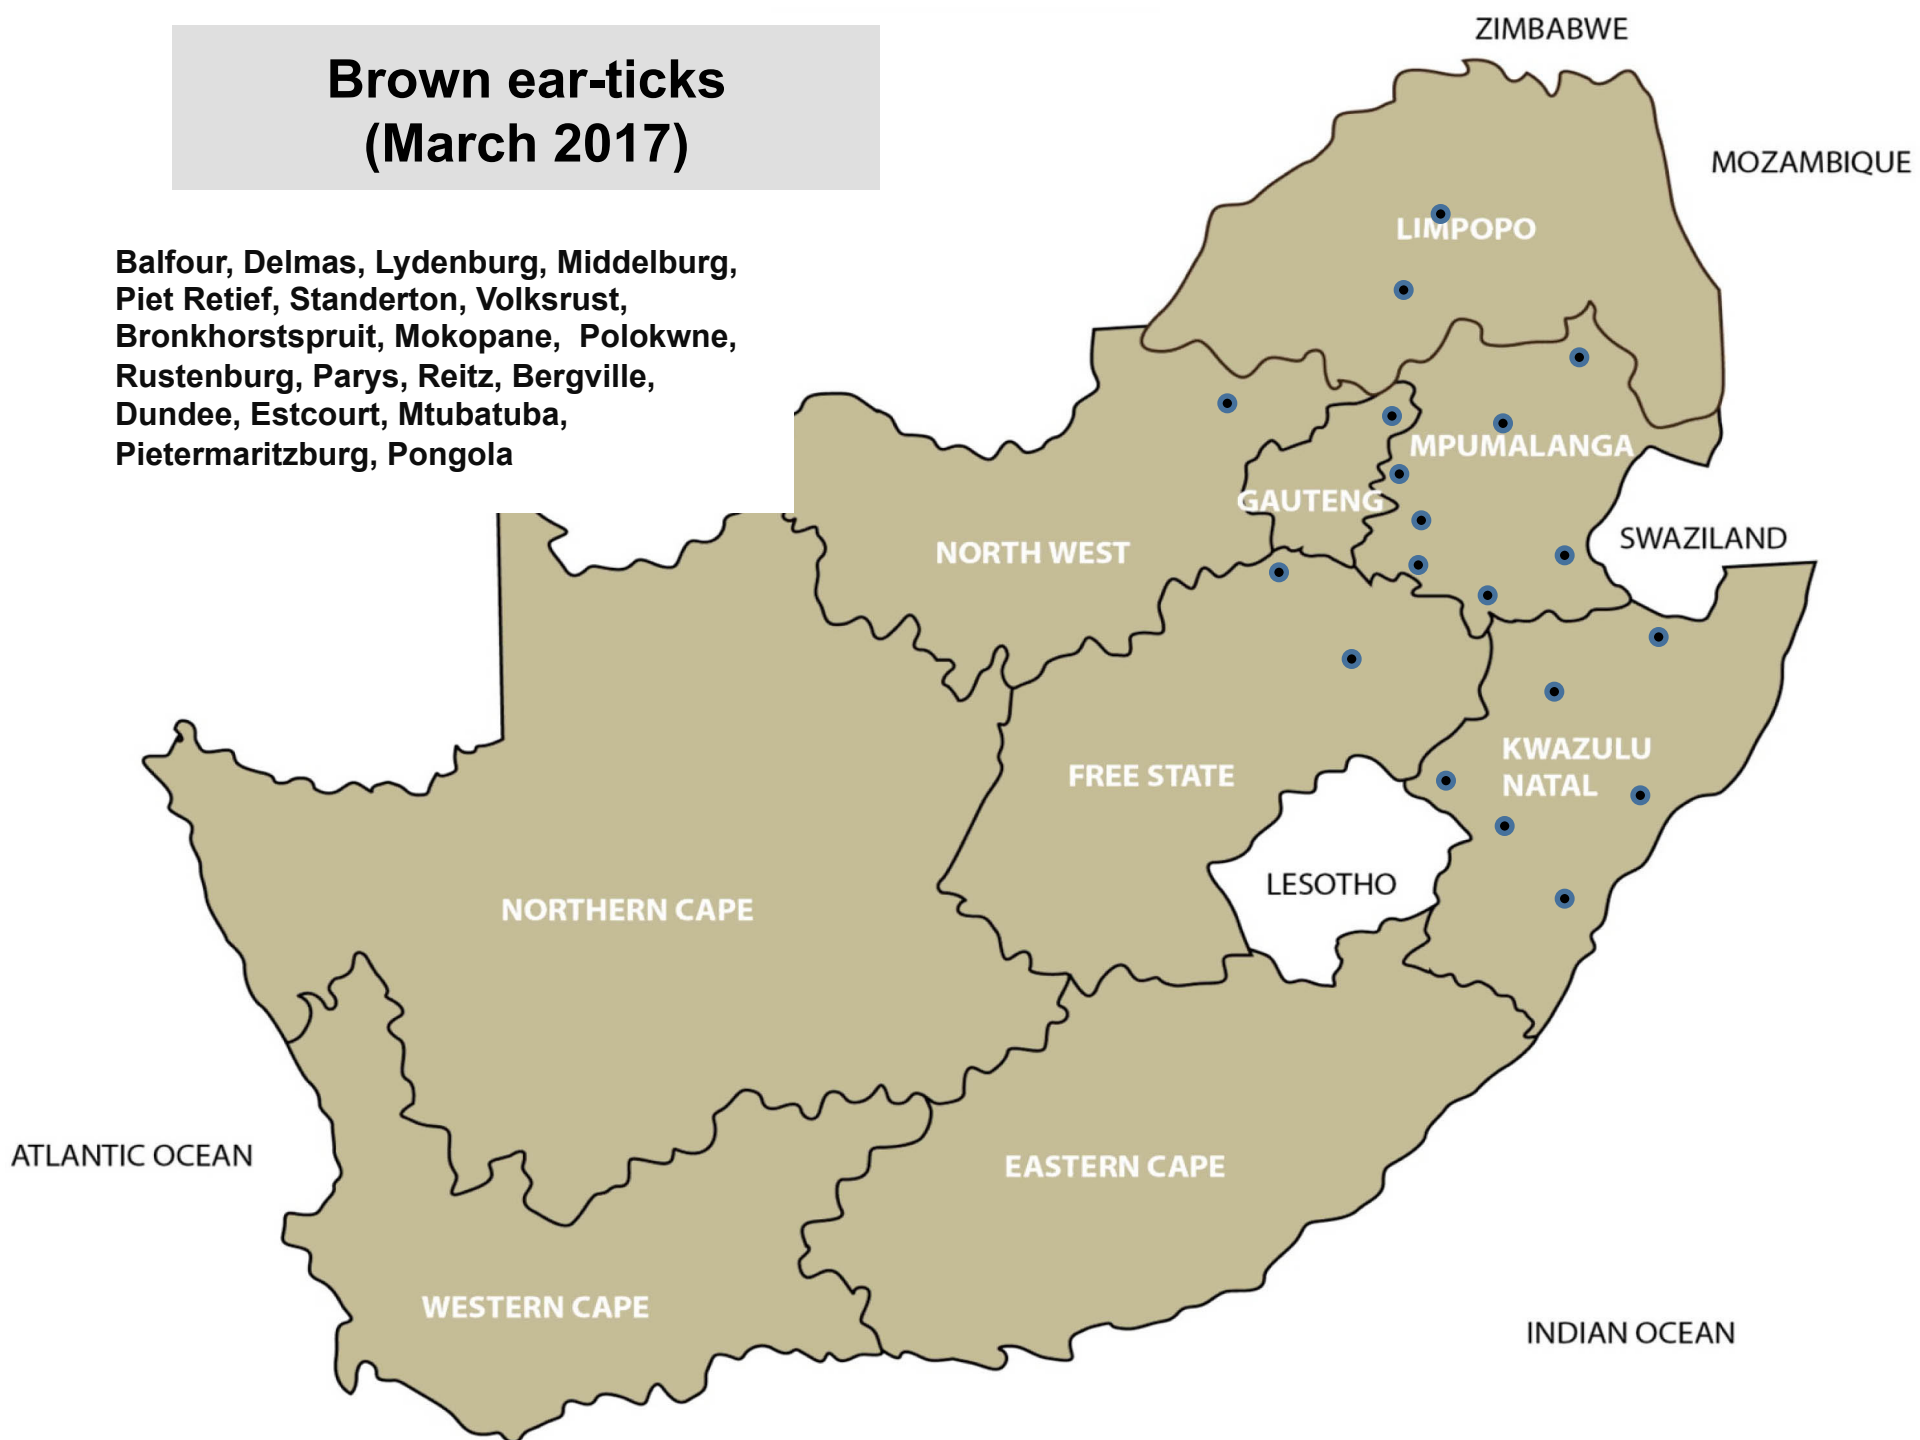 Brown ear-ticks
(March 2017)
Balfour, Delmas, Lydenburg, Middelburg,
Piet Retief, Standerton, Volksrust,
Bronkhorstspruit, Mokopane, Polokwne,
Rustenburg, Parys, Reitz, Bergville,
Dundee, Estcourt, Mtubatuba,
Pietermaritzburg, Pongola
ZIMBABWE
MOZAMBIQUE
LIMPOPO
MPUMALANGA
GAUTENG
NORTH WEST
SWAZILAND
KWAZULU
NATAL
FREE STATE
LESOTHO
NORTHERN CAPE
ATLANTIC OCEAN
EASTERN CAPE
WESTERN CAPE
INDIAN OCEAN